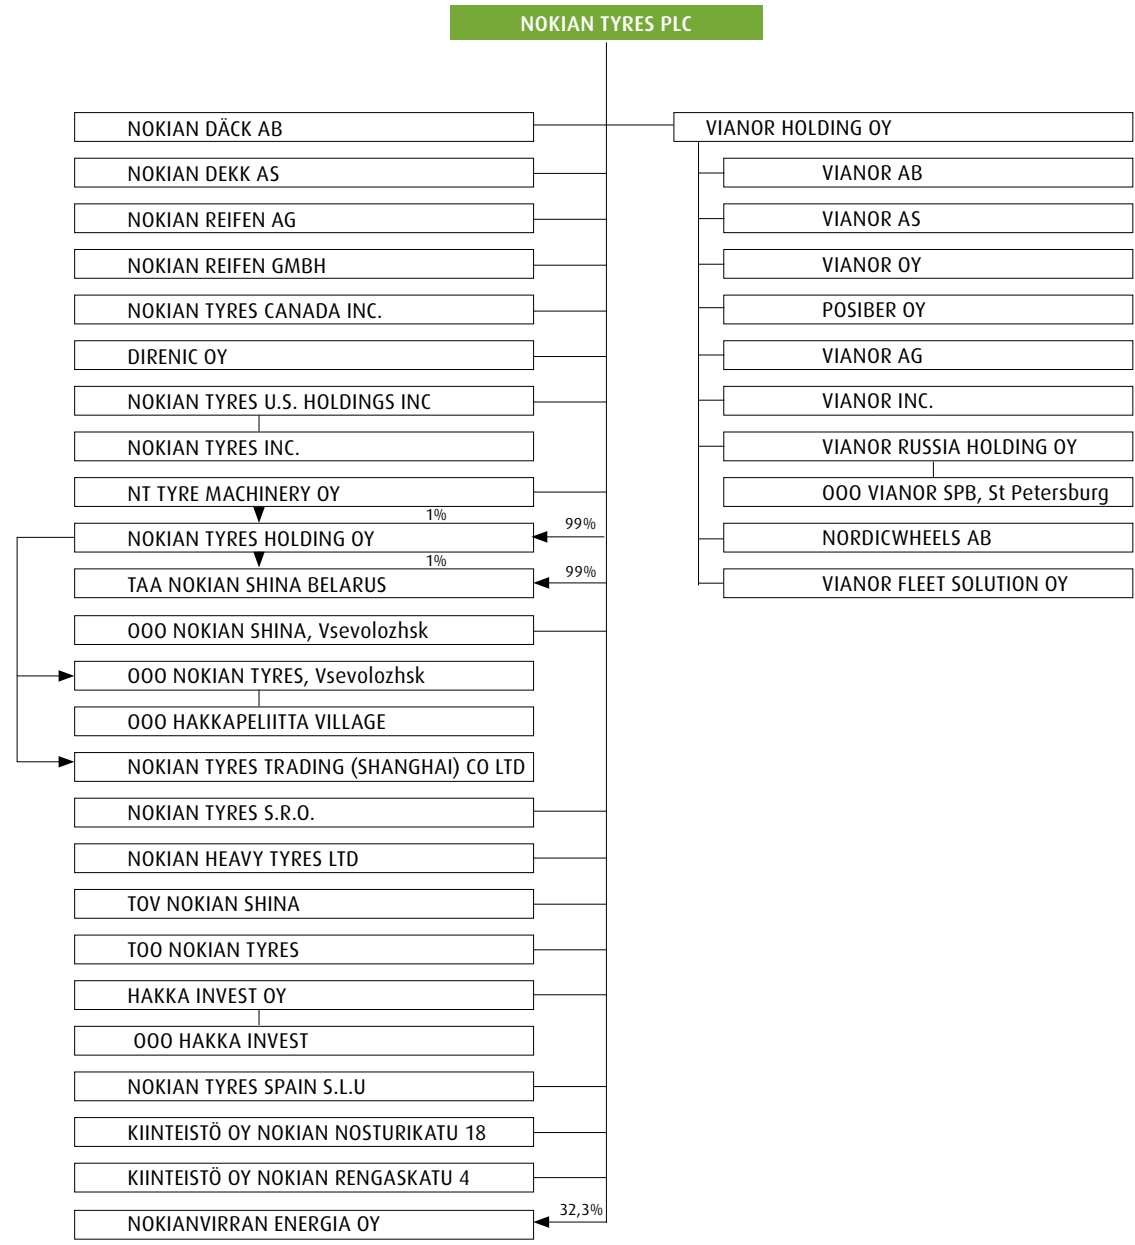 NOKIAN TYRES PLC
NOKIAN DÄCK AB
NOKIAN DEKK AS
NOKIAN REIFEN AG
NOKIAN REIFEN GMBH
NOKIAN TYRES CANADA INC.
DIRENIC OY
NOKIAN TYRES U.S. HOLDINGS INC
NOKIAN TYRES INC.
NT TYRE MACHINERY OY
1%
99%
NOKIAN TYRES HOLDING OY
1%
99%
TAA NOKIAN SHINA BELARUS
OOO NOKIAN SHINA, Vsevolozhsk
OOO NOKIAN TYRES, Vsevolozhsk
OOO HAKKAPELIITTA VILLAGE
NOKIAN TYRES TRADING (SHANGHAI) CO LTD
NOKIAN TYRES S.R.O.
NOKIAN HEAVY TYRES LTD
TOV NOKIAN SHINA
TOO NOKIAN TYRES
HAKKA INVEST OY
OOO HAKKA INVEST
NOKIAN TYRES SPAIN S.L.U
KIINTEISTÖ OY NOKIAN NOSTURIKATU 18
KIINTEISTÖ OY NOKIAN RENGASKATU 4
32,3%
NOKIANVIRRAN ENERGIA OY
VIANOR HOLDING OY
VIANOR AB
VIANOR AS
VIANOR OY
POSIBER OY
VIANOR AG
VIANOR INC.
VIANOR RUSSIA HOLDING OY
OOO VIANOR SPB, St Petersburg
NORDICWHEELS AB
VIANOR FLEET SOLUTION OY